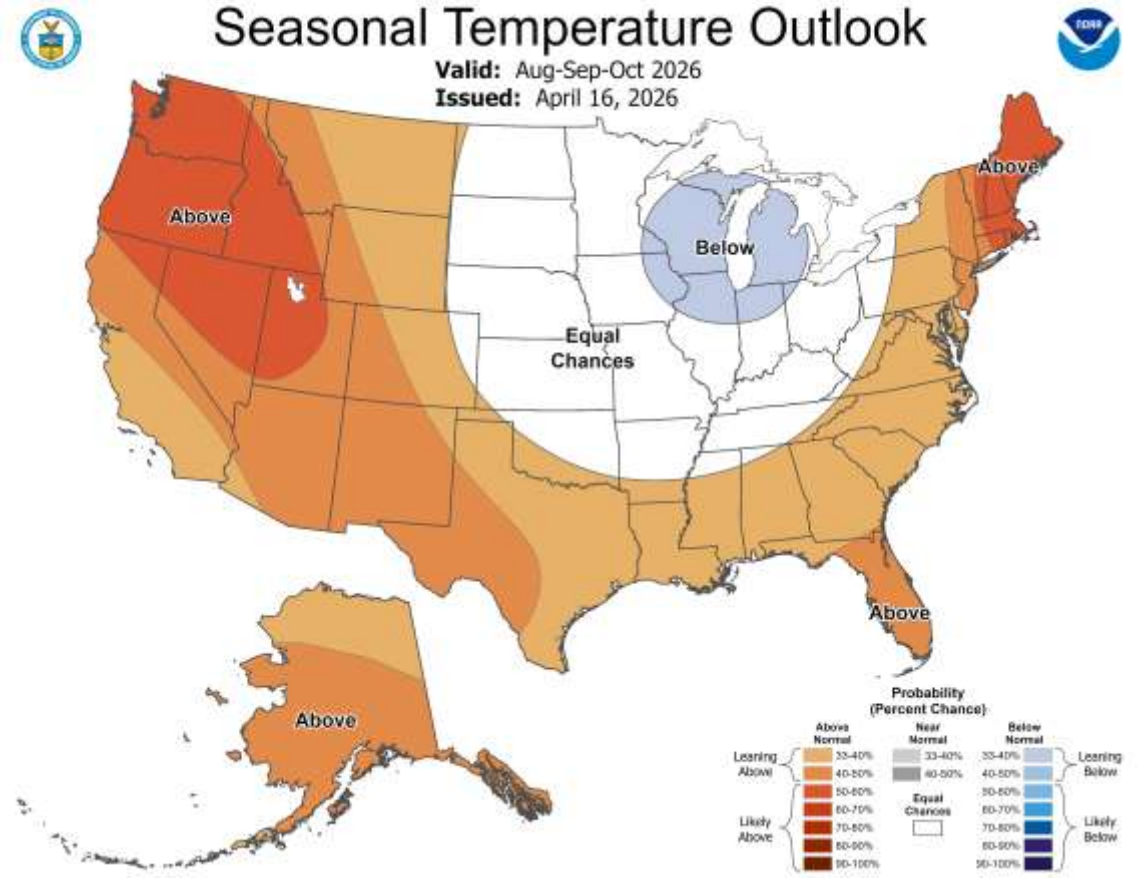 Seasonal Temperature Outlook
NOAA
Valid: Aug-Sep-Oct 2026
Issued: April 16, 2026
Above
Above
Below
Equal
Chances
Above
Above
Probability
(Percent Chance)
Above
Normal
Near
Normal
Below
Normal
Leaning
Above
33-40%
40-50%
33-40%
40-50%
33-40%
40-50%
Leaning
Below
Likely
Above
50-60%
60-70%
70-80%
80-90%
90-100%
Equal
Chances
50-60%
60-70%
70-80%
80-90%
90-100%
Likely
Below